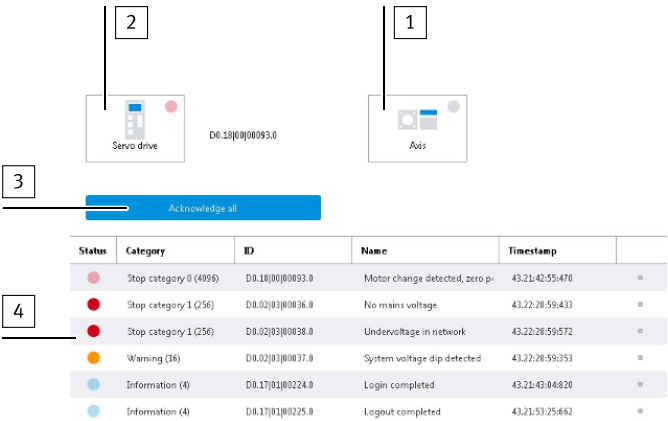 2
1
Servo drive
D0.18|00|00093.0
Axis
3
Acknowledge all
Status Category ID Name Timestamp
Stop category 0 (4096) D0.18|00|00093.0 Motor change detected, zero p 43.21:42:55:470
4
Stop category 1 (256) D0.02|03|00036.0 No mains voltage 43.22:28:59:433
Stop category 1 (256) D0.02|03|00038.0 Undervoltage in network 43.22:28:59:572
Warning (16) D0.02|03|00037.0 System voltage dip detected 43.22:28:59:353
Information (4) D0.17|01|00224.0 Login completed 43.21:43:04:820
Information (4) D0.17|01|00225.0 Logout completed 43.21:53:25:662